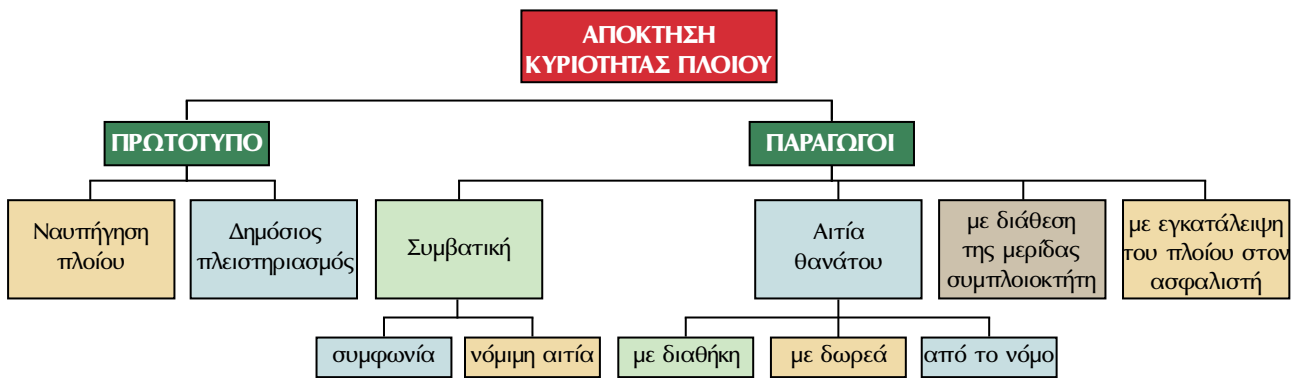 ΑΠΟΚΤΗΣΗ
ΚΥΡΙΟΤΗΤΑΣ ΠΛΟΙΟΥ
ΠΡΩΤΟΤΥΠΟ
ΠΑΡΑΓΩΓΟΙ
Ναυπήγηση
πλοίου
Δημόσιος
πλειστηριασμός
Συμβατική
Αιτία
θανάτου
με διάθεση
της μερίδας
συμπλοιοκτήτη
με εγκατάλειψη
του πλοίου στον
ασφαλιστή
συμφωνία
νόμιμη αιτία
με διαθήκη
με δωρεά
από το νόμο